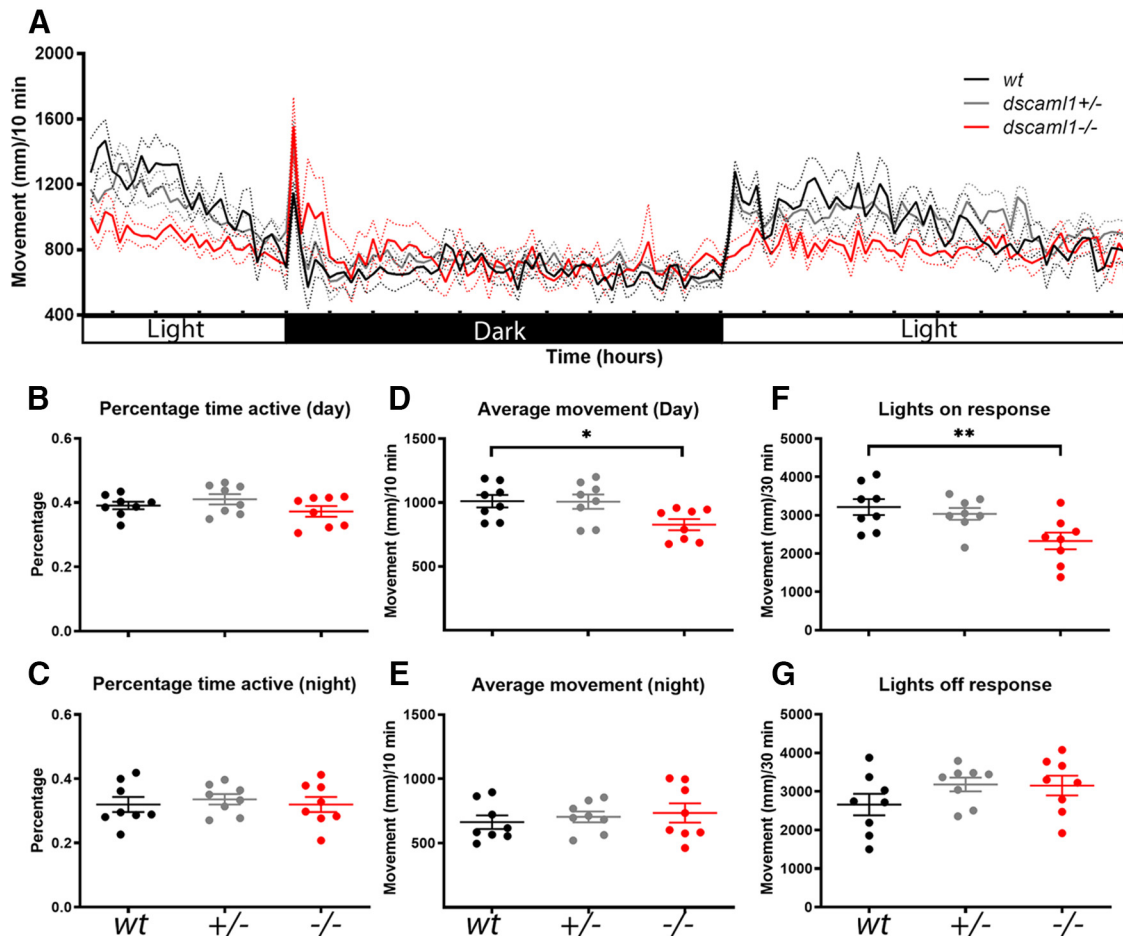 A
2000
1600
1200
800
400
Movement (mm)/10 min
wt
dscaml1+/-
dscaml1-/-
Light
Dark
Light
Time (hours)
B
Percentage time active (day)
0.6
0.4
0.2
0.0
Percentage
D
Average movement (Day)
1500
1000
500
Movement (mm)/10 min
*
F
Lights on response
5000
4000
3000
2000
1000
0
Movement (mm)/30 min
**
C
Percentage time active (night)
0.6
0.4
0.2
0.0
Percentage
wt +/- -/-
E
Average movement (night)
1500
1000
500
Movement (mm)/10 min
wt +/- -/-
G
Lights off response
5000
4000
3000
2000
1000
0
Movement (mm)/30 min
wt +/- -/-